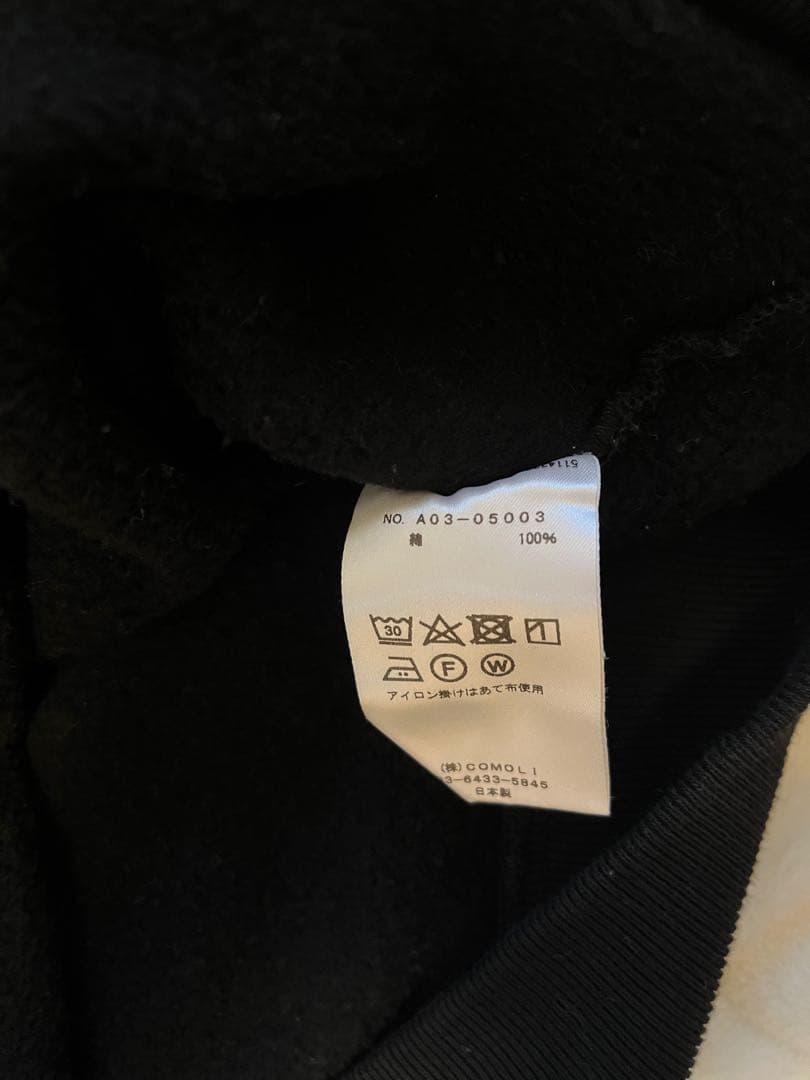 NO. A03-05003
綿 100%
30
F W
アイロン掛けはあて布使用
(株)COMOLI
3-6433-5845
日本製